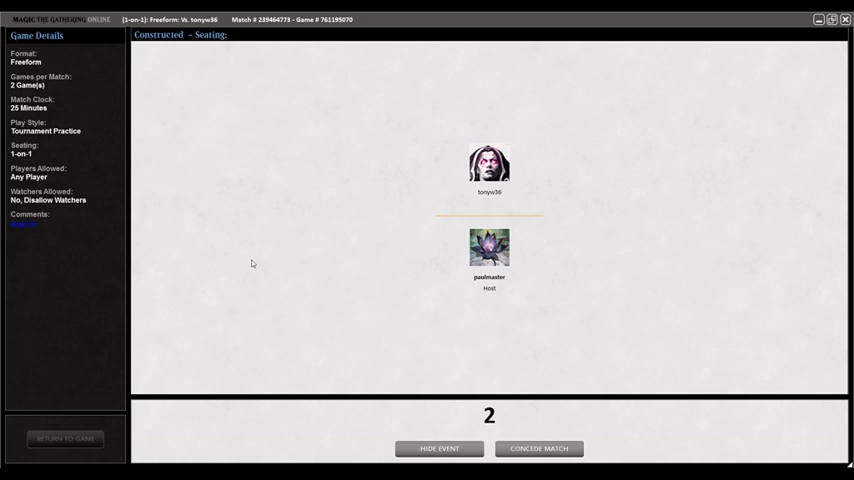 MAGIC THE GATHERING ONLINE (1-on-1): Freeform: Vs. tonyw36 Match # 239464773 - Game # 761195070
Game Details
Format:
Freeform
Games per Match:
2 Game(s)
Match Clock:
25 Minutes
Play Style:
Tournament Practice
Seating:
1-on-1
Players Allowed:
Any Player
Watchers Allowed:
No, Disallow Watchers
Comments:
RETURN TO GAME
Constructed - Seating:
tonyw36
paulmaster
Host
2
HIDE EVENT CONCEDE MATCH